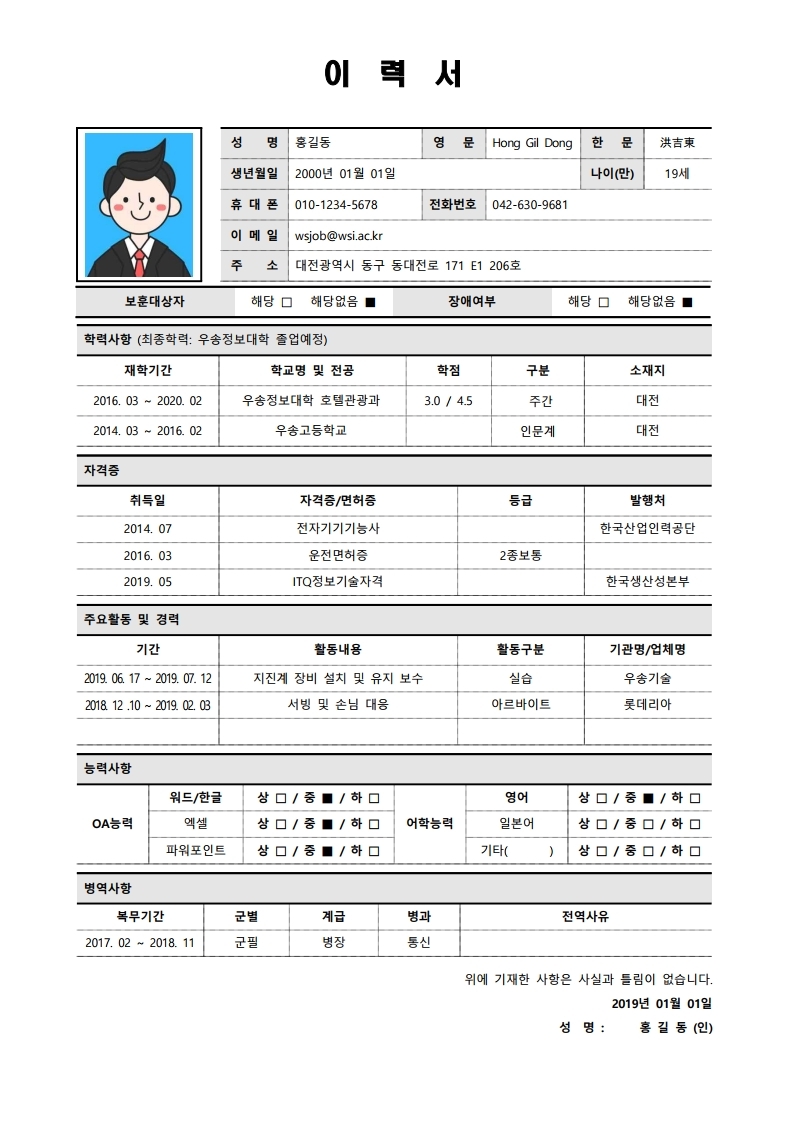 이 력 서
성 명 홍길동 영 문 Hong Gil Dong 한 문 洪吉東
생년월일 2000년 01월 01일 나이(만) 19세
휴 대 폰 010-1234-5678 전화번호 042-630-9681
이 메 일 wsjob@wsi.ac.kr
주 소 대전광역시 동구 동대전로 171 E1 206호
보훈대상자 해당 □ 해당없음 ■ 장애여부 해당 □ 해당없음 ■
학력사항 (최종학력: 우송정보대학 졸업예정)
재학기간 학교명 및 전공 학점 구분 소재지
2016. 03 ~ 2020. 02 우송정보대학 호텔관광과 3.0 / 4.5 주간 대전
2014. 03 ~ 2016. 02 우송고등학교 인문계 대전
자격증
취득일 자격증/면허증 등급 발행처
2014. 07 전자기기기능사 한국산업인력공단
2016. 03 운전면허증 2종보통
2019. 05 ITQ정보기술자격 한국생산성본부
주요활동 및 경력
기간 활동내용 활동구분 기관명/업체명
2019. 06. 17 ~ 2019. 07. 12 지진계 장비 설치 및 유지 보수 실습 우송기술
2018. 12 .10 ~ 2019. 02. 03 서빙 및 손님 대응 아르바이트 롯데리아
능력사항
OA능력 워드/한글 상 □ / 중 ■ / 하 □ 어학능력 영어 상 □ / 중 ■ / 하 □
엑셀 상 □ / 중 ■ / 하 □ 일본어 상 □ / 중 □ / 하 □
파워포인트 상 □ / 중 ■ / 하 □ 기타( ) 상 □ / 중 □ / 하 □
병역사항
복무기간 군별 계급 병과 전역사유
2017. 02 ~ 2018. 11 군필 병장 통신
위에 기재한 사항은 사실과 틀림이 없습니다.
2019년 01월 01일
성 명 : 홍 길 동 (인)